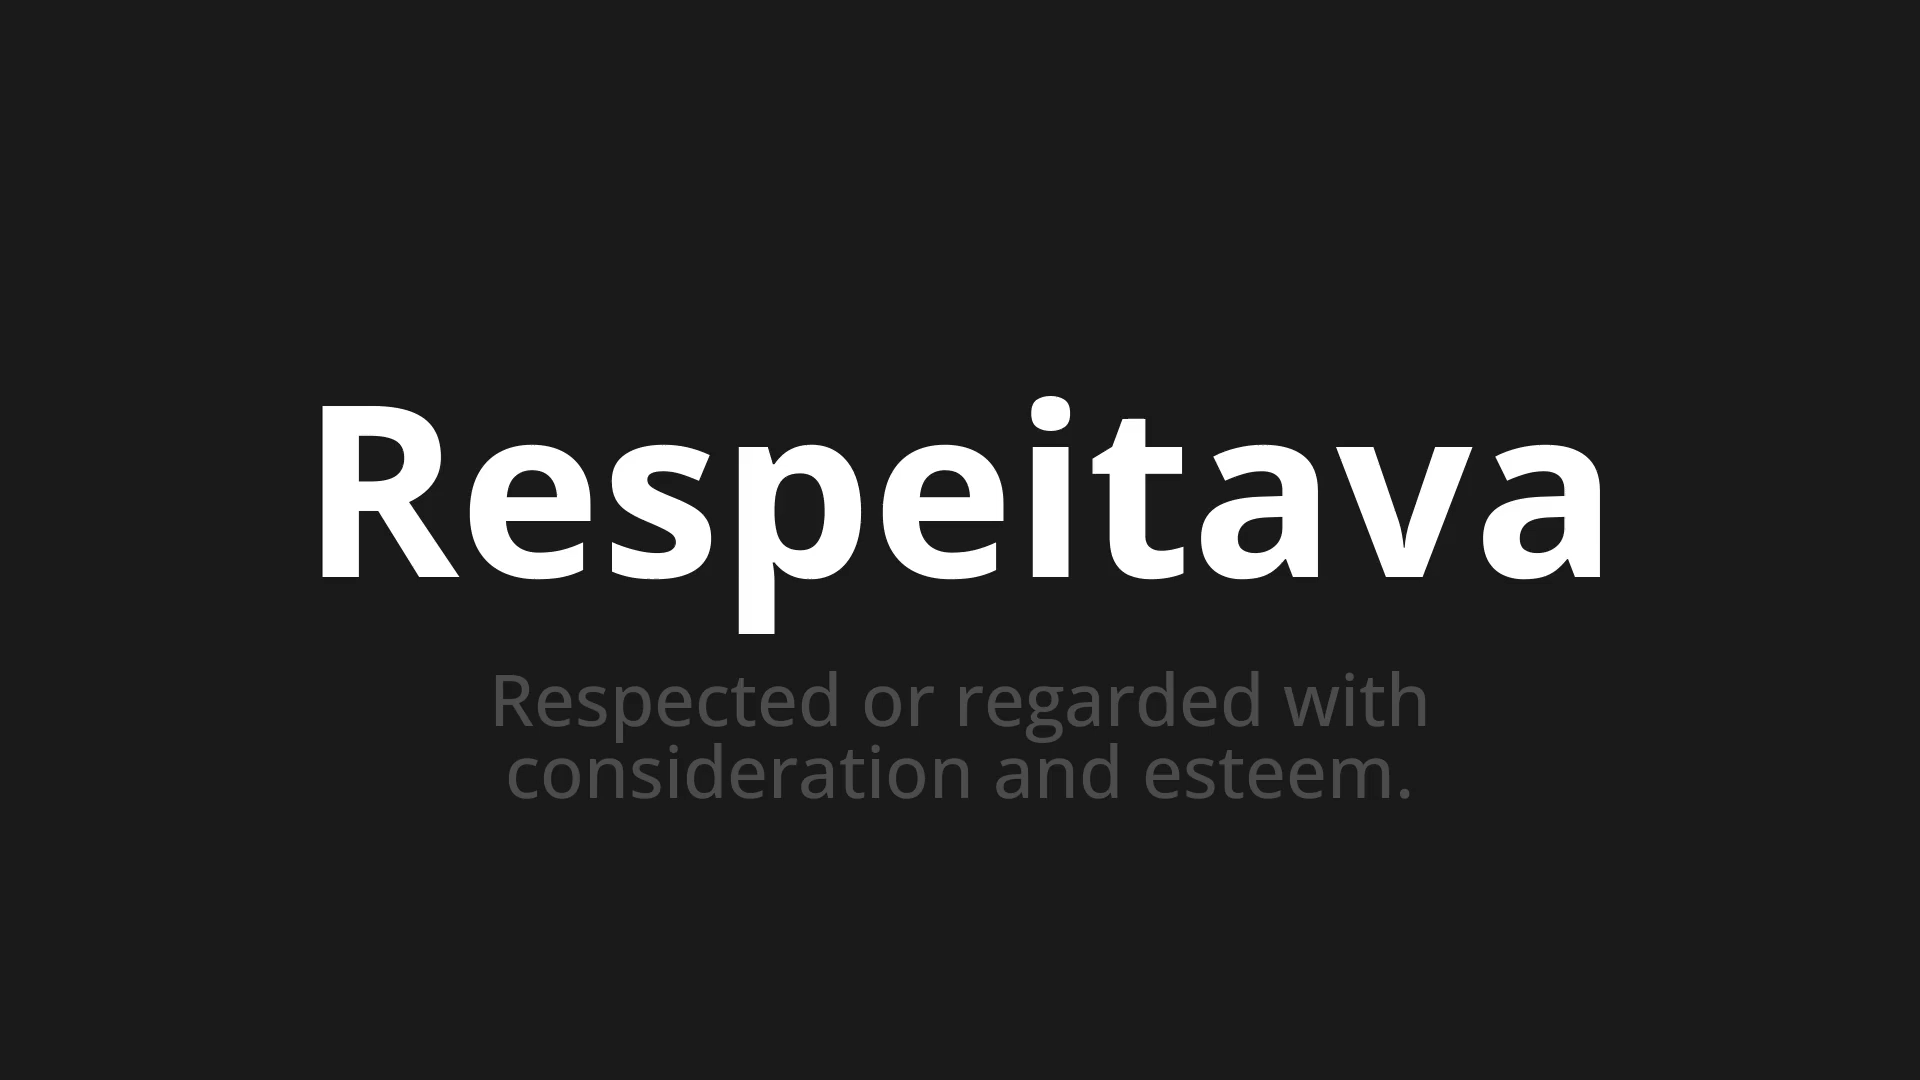 Respeitava
Respected or regarded with
consideration and esteem.